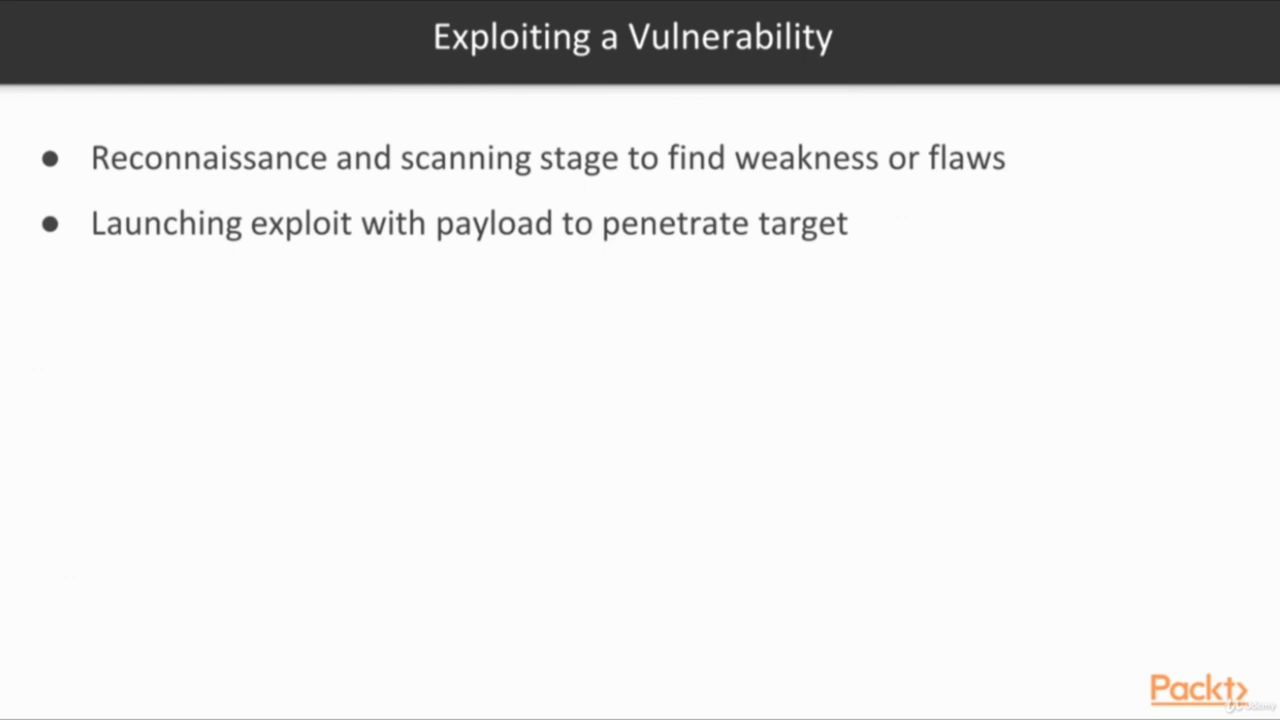 Exploiting a Vulnerability
● Reconnaissance and scanning stage to find weakness or flaws
● Launching exploit with payload to penetrate target
Packt>
Udemy